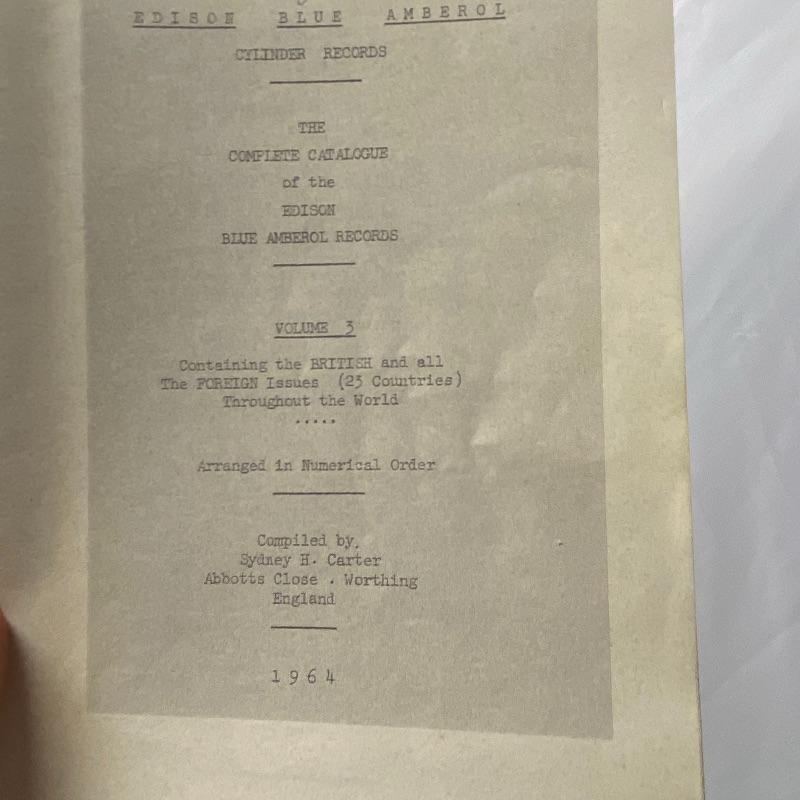 EDISON BLUE AMBEROL
CYLINDER RECORDS
THE
COMPLETE CATALOGUE
of the
EDISON
BLUE AMBEROL RECORDS
VOLUME 3
Containing the BRITISH and all
The FOREIGN Issues (23 Countries)
Throughout the World
.....
Arranged in Numerical Order
Compiled by.
Sydney H. Carter
Abbotts Close . Worthing
England
1964